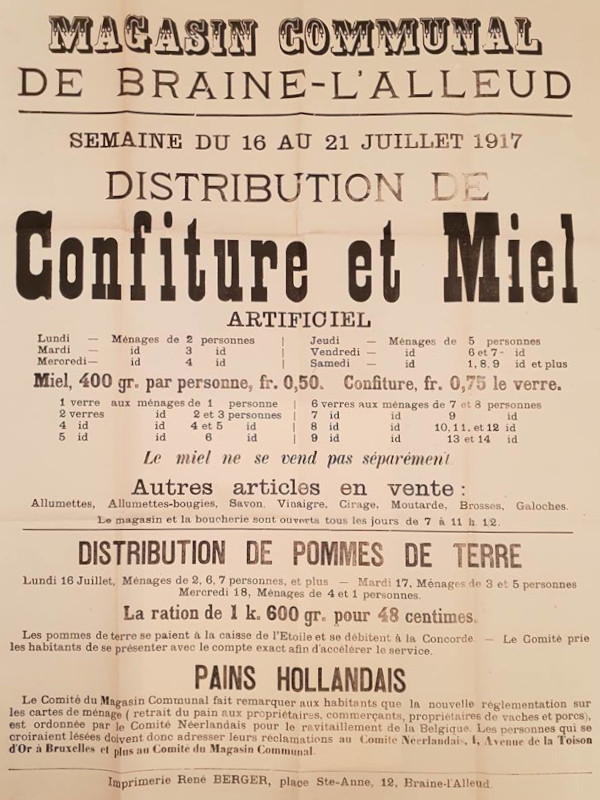 MAGASIN COMMUNAL
DE BRAINE-L'ALLEUD
SEMAINE DU 16 AU 21 JUILLET 1917
DISTRIBUTION DE
Confiture et Miel
ARTIFICIEL
Lundi — Ménages de 2 personnes | Jeudi — Ménages de 5 personnes
Mardi — id 3 id | Vendredi — id 6 et 7 - id
Mercredi— id 4 id | Samedi — id 1, 8, 9 id et plus
Miel, 400 gr. par personne, fr. 0,50. Confiture, fr. 0,75 le verre.
1 verre aux ménages de 1 personne | 6 verres aux ménages de 7 et 8 personnes
2 verres id 2 et 3 personnes | 7 id id 9 id
4 id id 4 et 5 id | 8 id id 10, 11, et 12 id
5 id id 6 id | 9 id id 13 et 14 id
Le miel ne se vend pas séparément
Autres articles en vente :
Allumettes, Allumettes-bougies, Savon, Vinaigre, Cirage, Moutarde, Brosses, Galoches.
Le magasin et la boucherie sont ouverts tous les jours de 7 à 11 h. 12.
DISTRIBUTION DE POMMES DE TERRE
Lundi 16 Juillet, Ménages de 2, 6, 7 personnes, et plus — Mardi 17, Ménages de 3 et 5 personnes
Mercredi 18, Ménages de 4 et 1 personnes.
La ration de 1 k. 600 gr. pour 48 centimes.
Les pommes de terre se paient à la caisse de l'Etoile et se débitent à la Concorde. — Le Comité prie
les habitants de se présenter avec le compte exact afin d'accélérer le service.
PAINS HOLLANDAIS
Le Comité du Magasin Communal fait remarquer aux habitants que la nouvelle réglementation sur
les cartes de ménage ( retrait du pain aux propriétaires, commerçants, propriétaires de vaches et porcs),
est ordonnée par le Comité Néerlandais pour le ravitaillement de la Belgique. Les personnes qui se
croiraient lésées doivent donc adresser leurs réclamations au Comité Neerlandais, 1, Avenue de la Toison
d'Or à Bruxelles et plus au Comité du Magasin Communal.
Imprimerie René BERGER, place Ste-Anne, 12, Braine-l'Alleud.